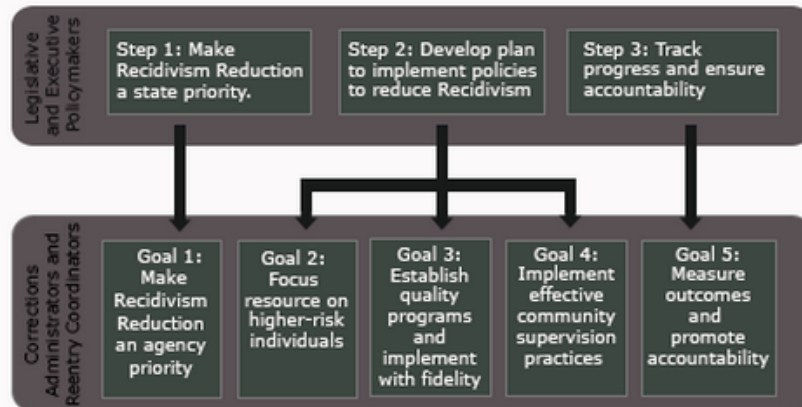 Legislative
and Executive
Policymakers
Step 1: Make
Recidivism Reduction
a state priority.
Step 2: Develop plan
to implement policies
to reduce Recidivism
Step 3: Track
progress and ensure
accountability
Corrections
Administrators and
Reentry Coordinators
Goal 1:
Make
Recidivism
Reduction
an agency
priority
Goal 2:
Focus
resource on
higher-risk
individuals
Goal 3:
Establish
quality
programs
and
implement
with fidelity
Goal 4:
Implement
effective
community
supervision
practices
Goal 5:
Measure
outcomes
and
promote
accountability